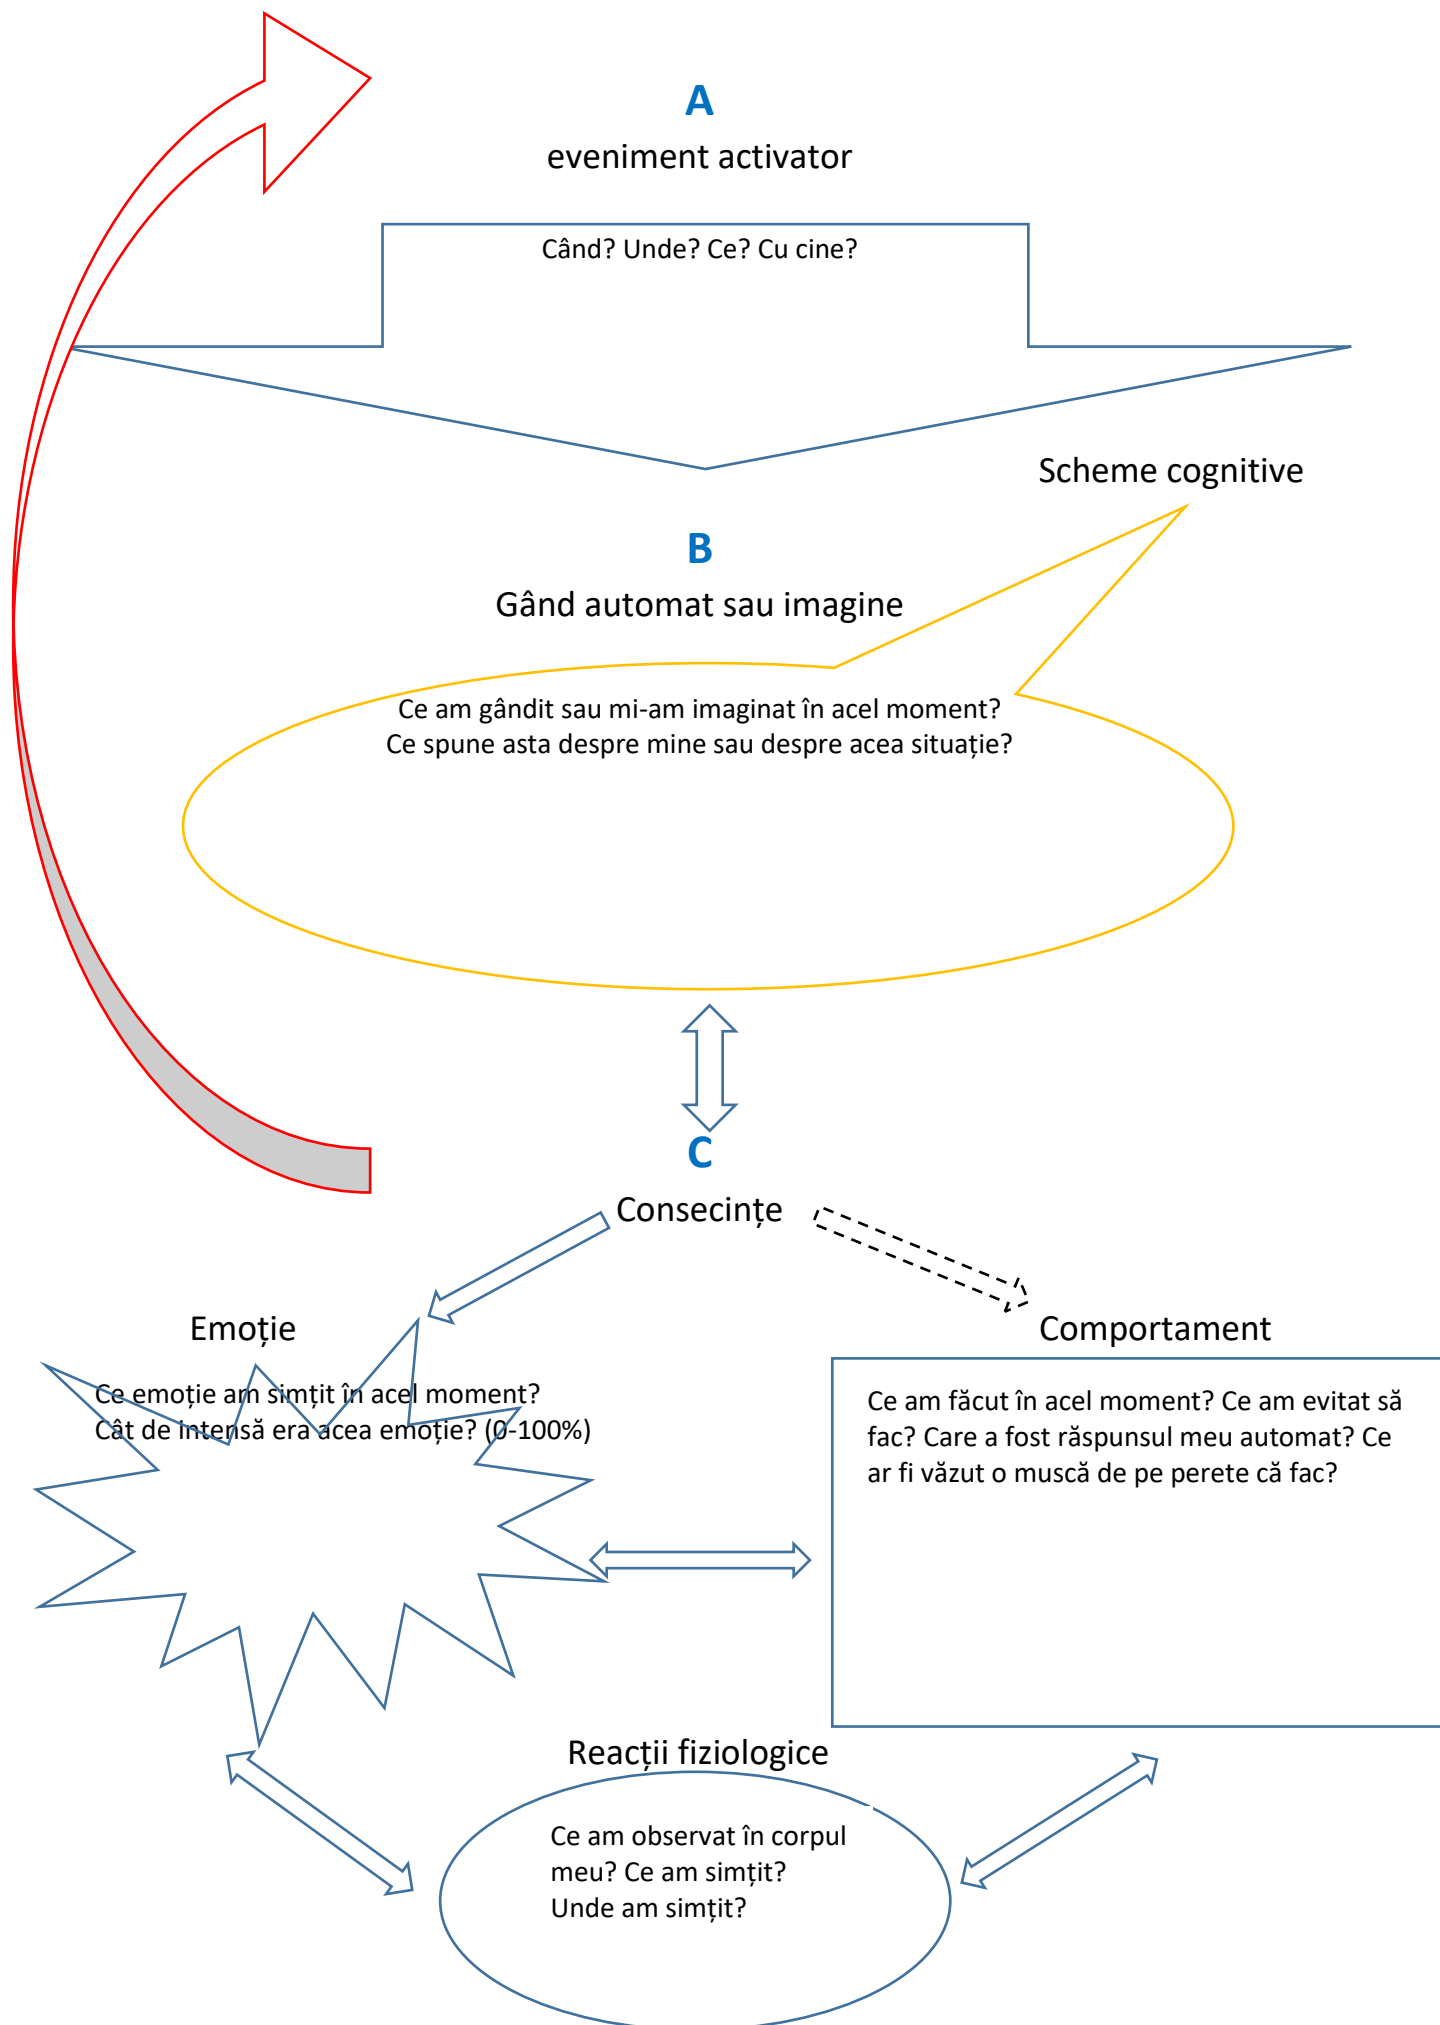 A
eveniment activator
Când? Unde? Ce? Cu cine?
Scheme cognitive
B
Gând automat sau imagine
Ce am gândit sau mi-am imaginat în acel moment?
Ce spune asta despre mine sau despre acea situație?
C
Consecințe
Emoție
Ce emoție am simțit în acel moment?
Cât de intensă era acea emoție? (0-100%)
Comportament
Ce am făcut în acel moment? Ce am evitat să
fac? Care a fost răspunsul meu automat? Ce
ar fi văzut o muscă de pe perete că fac?
Reacții fiziologice
Ce am observat în corpul
meu? Ce am simțit?
Unde am simțit?